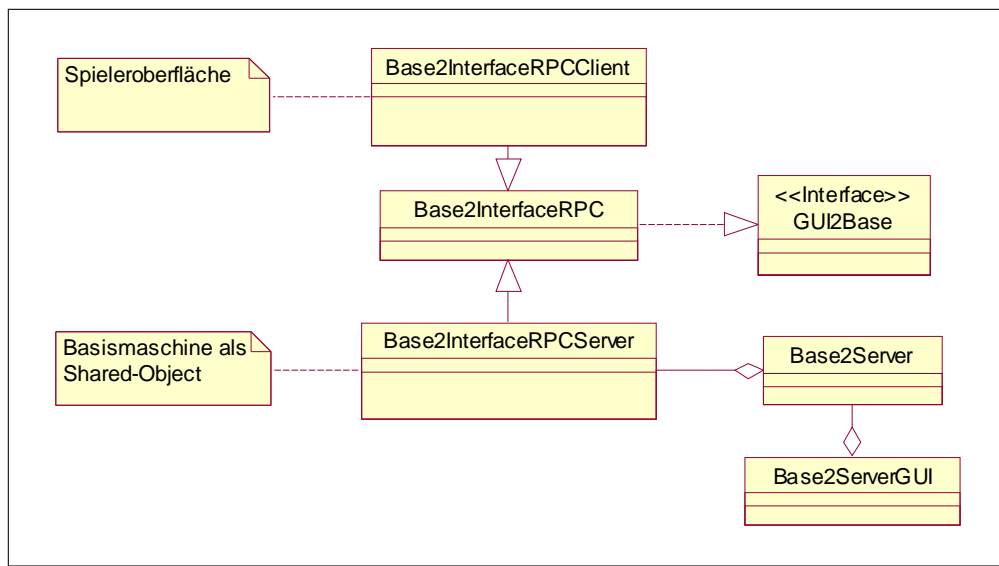 Spieleroberfläche
Base2InterfaceRPCClient
Base2InterfaceRPC
<<Interface>>
GUI2Base
Basismaschine als
Shared-Object
Base2InterfaceRPCServer
Base2Server
Base2ServerGUI